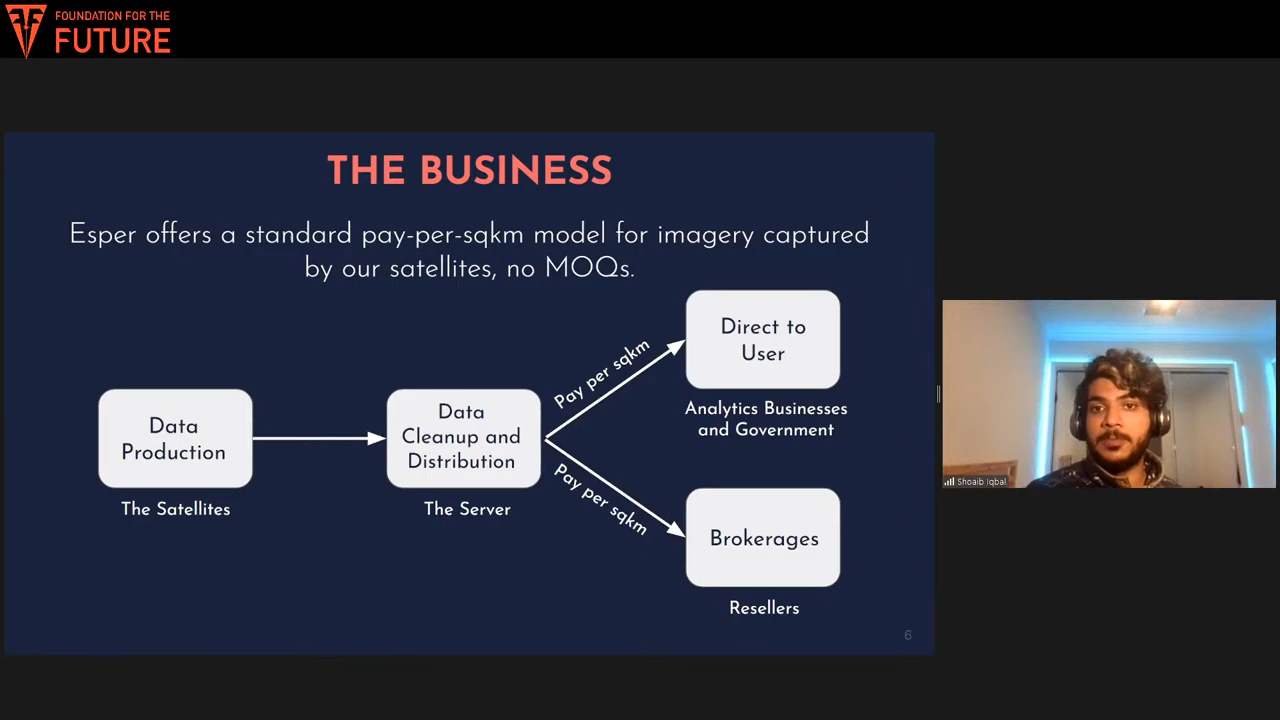 FOUNDATION FOR THE
FUTURE
THE BUSINESS
Esper offers a standard pay-per-sqkm model for imagery captured
by our satellites, no MOQs.
Data
Production
The Satellites
Data
Cleanup and
Distribution
The Server
Pay per sqkm
Pay per sqkm
Direct to
User
Analytics Businesses
and Government
Brokerages
Resellers
6
Shoaib Iqbal